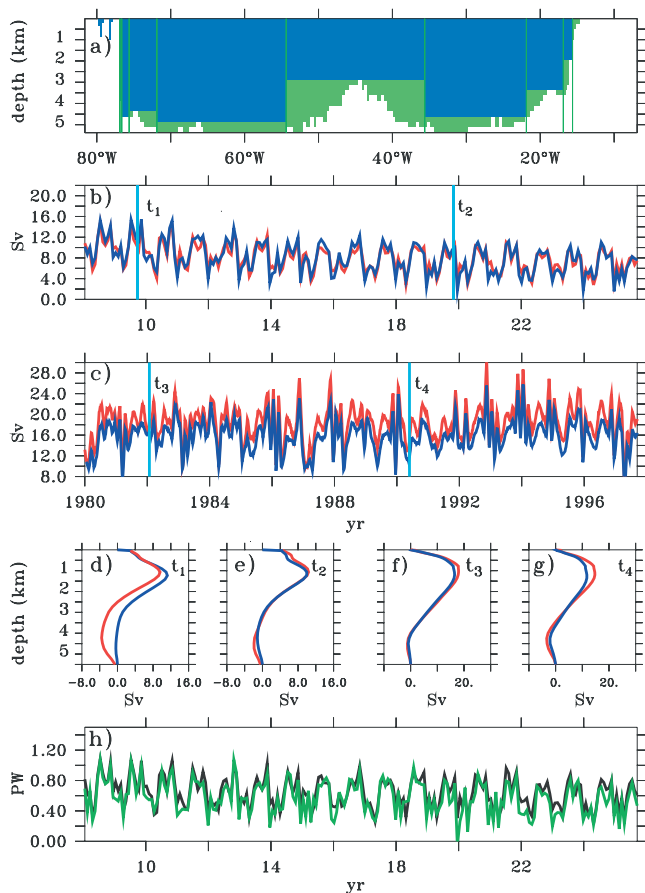 a)
depth (km)
1
2
3
4
5
80°W 60°W 40°W 20°W
b)
t1 t2
Sv
20.0
16.0
12.0
8.0
4.0
0.0
10 14 18 22
c)
t3 t4
Sv
28.0
24.0
20.0
16.0
12.0
8.0
1980 1984 1988 1992 1996
yr
d) t1 e) t2 f) t3 g) t4
depth (km)
1
2
3
4
5
-8.0 0.0 8.0 16.0 -8.0 0.0 8.0 16.0 0. 20. 0. 20.
Sv Sv Sv Sv
h)
PW
1.20
0.80
0.40
0.00
10 14 18 22
yr